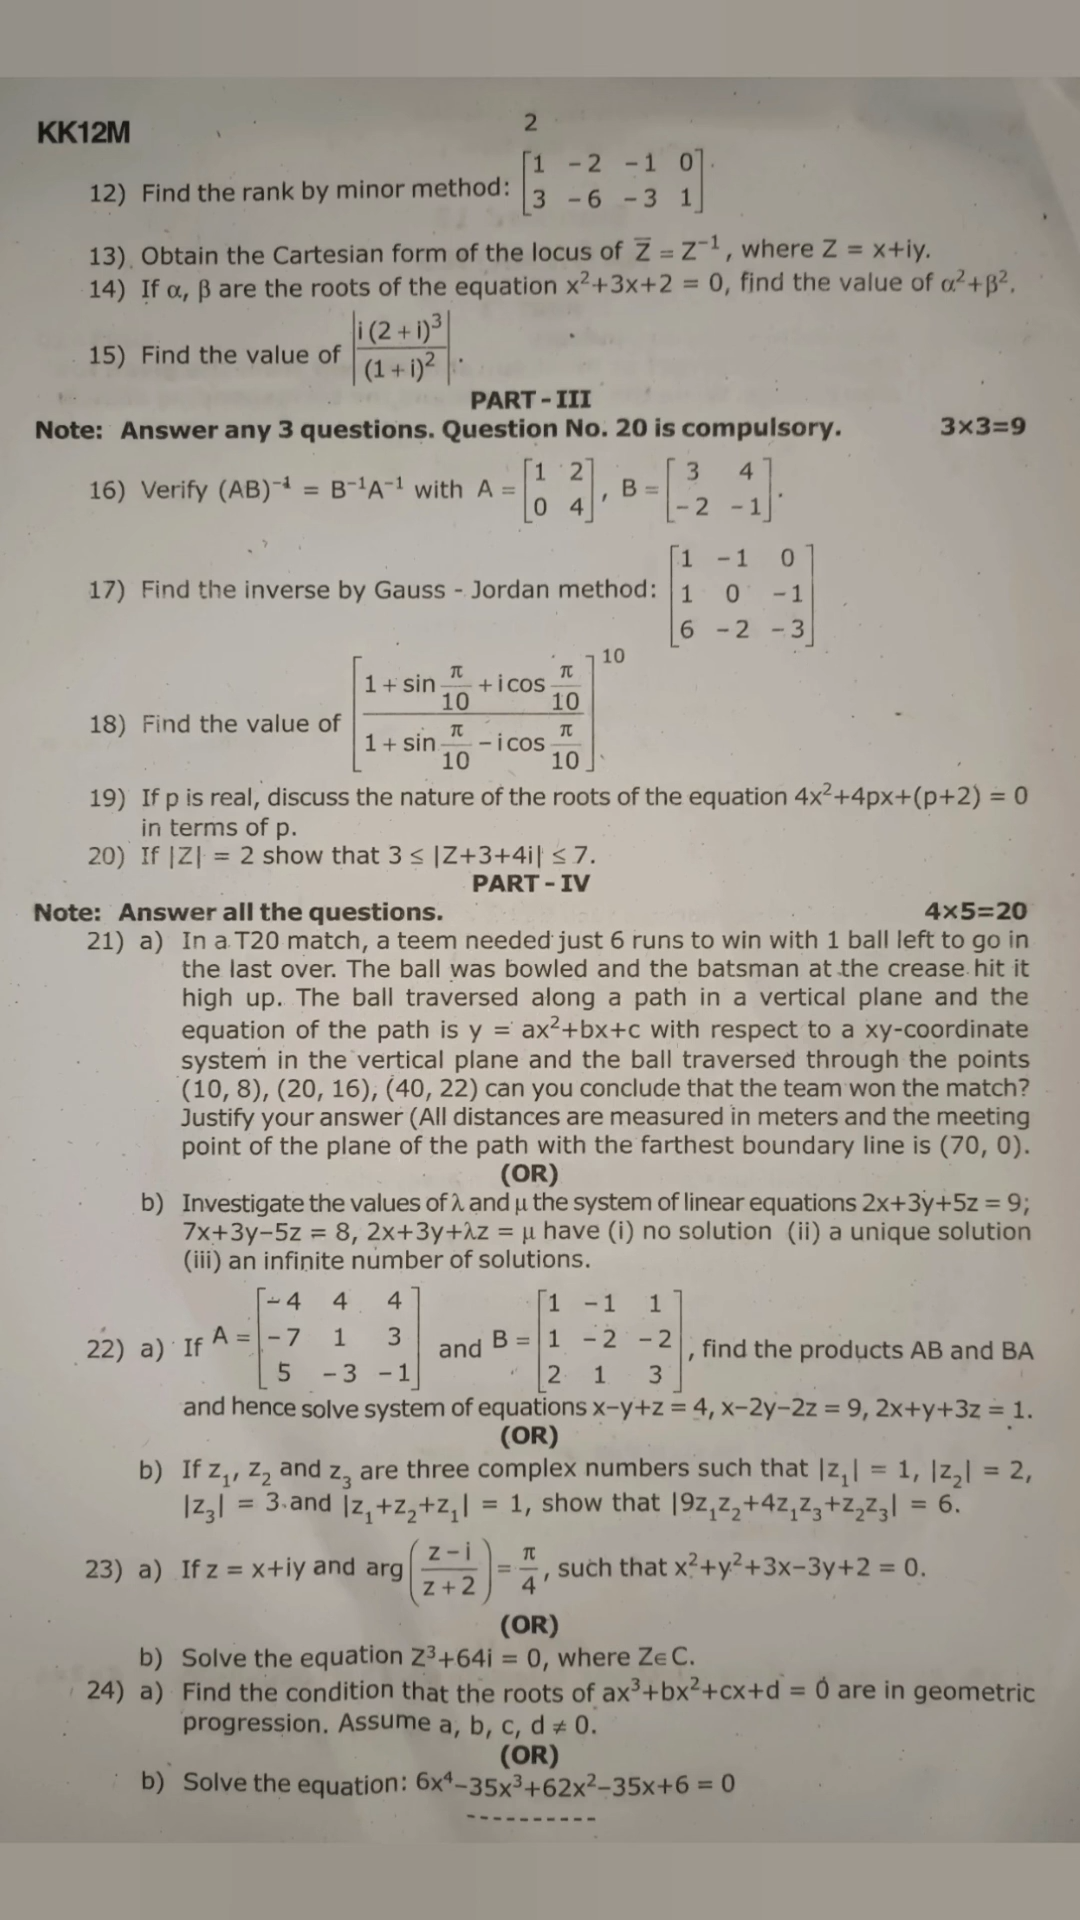 KK12M
2
12) Find the rank by minor method: [1 -2 -1 0; 3 -6 -3 1].
13) Obtain the Cartesian form of the locus of z̅ = z⁻¹, where Z = x+iy.
14) If α, β are the roots of the equation x²+3x+2 = 0, find the value of α²+β².
15) Find the value of |i(2+i)³/(1+i)²|.
PART - III
Note: Answer any 3 questions. Question No. 20 is compulsory. 3×3=9
16) Verify (AB)⁻¹ = B⁻¹A⁻¹ with A = [1 2; 0 4], B = [3 4; -2 -1].
17) Find the inverse by Gauss - Jordan method: [1 -1 0; 1 0 -1; 6 -2 -3]
18) Find the value of [(1+sin π/10 +i cos π/10)/(1+sin π/10 -i cos π/10)]¹⁰.
19) If p is real, discuss the nature of the roots of the equation 4x²+4px+(p+2) = 0
in terms of p.
20) If |Z| = 2 show that 3 ≤ |Z+3+4i| ≤ 7.
PART - IV
Note: Answer all the questions. 4×5=20
21) a) In a T20 match, a teem needed just 6 runs to win with 1 ball left to go in
the last over. The ball was bowled and the batsman at the crease hit it
high up. The ball traversed along a path in a vertical plane and the
equation of the path is y = ax²+bx+c with respect to a xy-coordinate
system in the vertical plane and the ball traversed through the points
(10, 8), (20, 16), (40, 22) can you conclude that the team won the match?
Justify your answer (All distances are measured in meters and the meeting
point of the plane of the path with the farthest boundary line is (70, 0).
(OR)
b) Investigate the values of λ and μ the system of linear equations 2x+3y+5z = 9;
7x+3y-5z = 8, 2x+3y+λz = μ have (i) no solution (ii) a unique solution
(iii) an infinite number of solutions.
22) a) If A = [-4 4 4; -7 1 3; 5 -3 -1] and B = [1 -1 1; 1 -2 -2; 2 1 3], find the products AB and BA
and hence solve system of equations x-y+z = 4, x-2y-2z = 9, 2x+y+3z = 1.
(OR)
b) If z₁, z₂ and z₃ are three complex numbers such that |z₁| = 1, |z₂| = 2,
|z₃| = 3 and |z₁+z₂+z₁| = 1, show that |9z₁z₂+4z₁z₃+z₂z₃| = 6.
23) a) If z = x+iy and arg((z-i)/(z+2)) = π/4, such that x²+y²+3x-3y+2 = 0.
(OR)
b) Solve the equation Z³+64i = 0, where Z∈C.
24) a) Find the condition that the roots of ax³+bx²+cx+d = 0 are in geometric
progression. Assume a, b, c, d ≠ 0.
(OR)
b) Solve the equation: 6x⁴-35x³+62x²-35x+6 = 0
----------